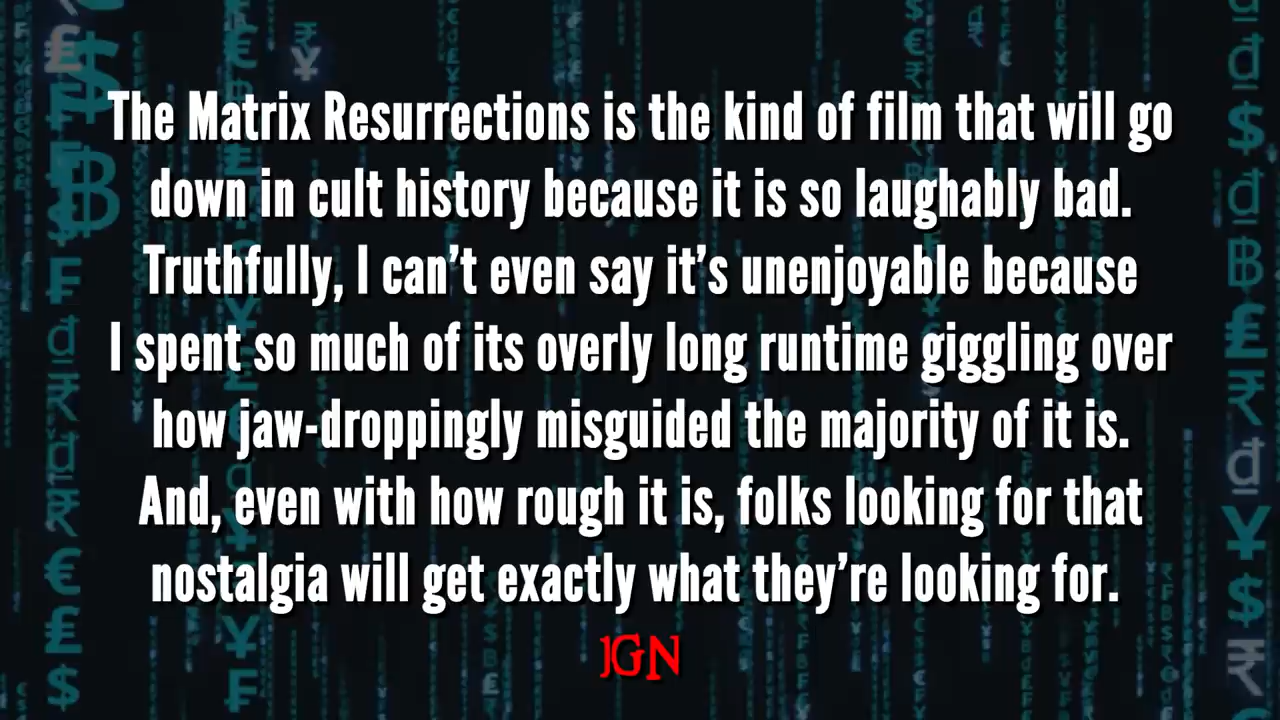 The Matrix Resurrections is the kind of film that will go
down in cult history because it is so laughably bad.
Truthfully, I can’t even say it’s unenjoyable because
I spent so much of its overly long runtime giggling over
how jaw-droppingly misguided the majority of it is.
And, even with how rough it is, folks looking for that
nostalgia will get exactly what they’re looking for.
IGN